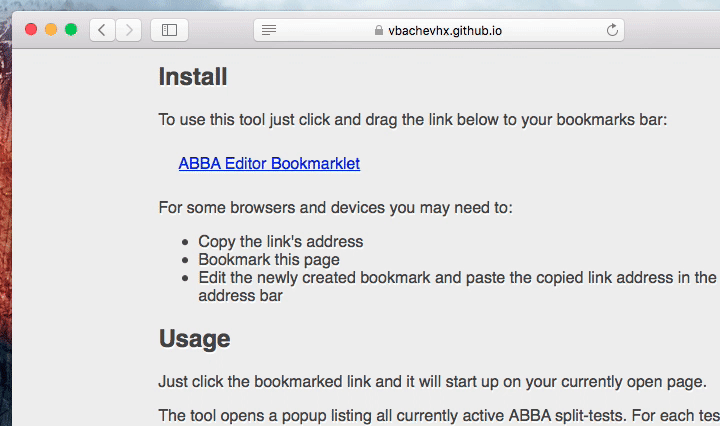 vbachevhx.github.io
Install
To use this tool just click and drag the link below to your bookmarks bar:
ABBA Editor Bookmarklet
For some browsers and devices you may need to:
• Copy the link's address
• Bookmark this page
• Edit the newly created bookmark and paste the copied link address in the
address bar
Usage
Just click the bookmarked link and it will start up on your currently open page.
The tool opens a popup listing all currently active ABBA split-tests. For each tes